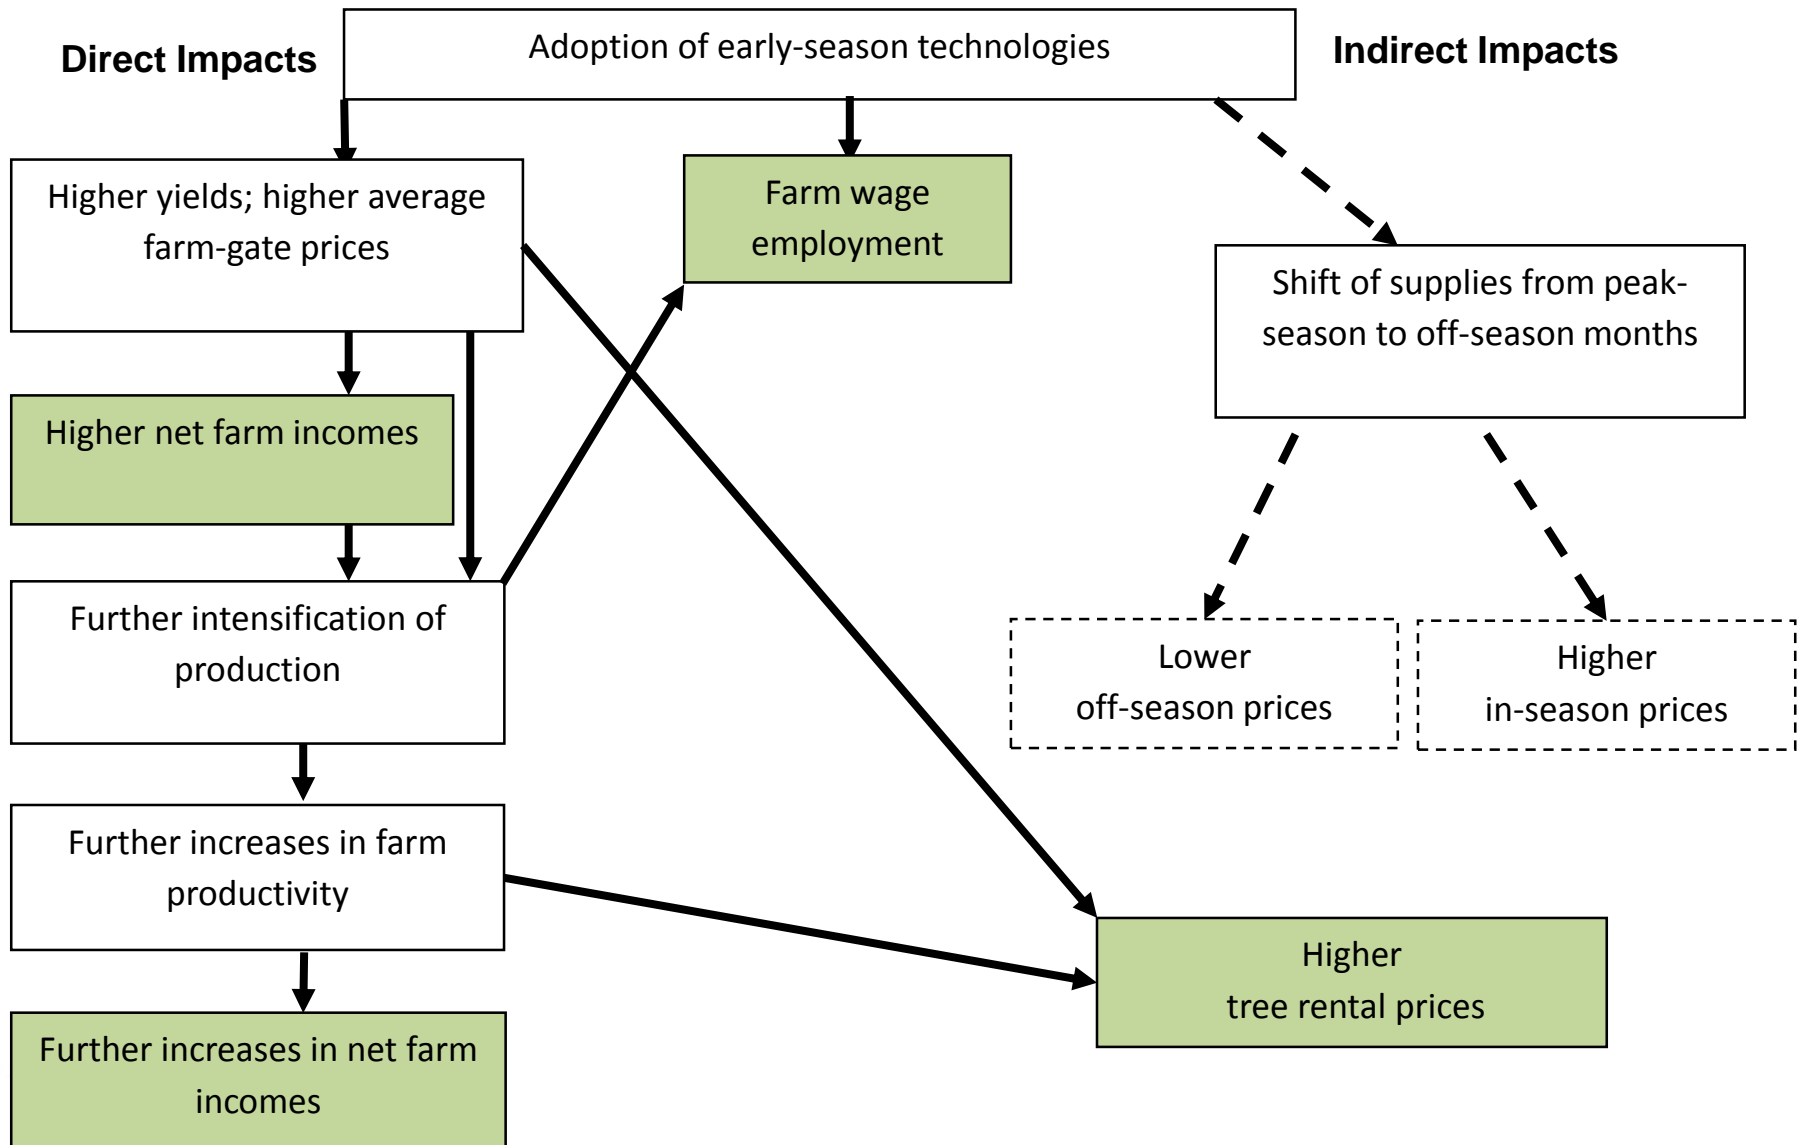 Direct Impacts
Adoption of early-season technologies
Indirect Impacts
Higher yields; higher average
farm-gate prices
Farm wage
employment
Shift of supplies from peak-
season to off-season months
Higher net farm incomes
Further intensification of
production
Lower
off-season prices
Higher
in-season prices
Further increases in farm
productivity
Higher
tree rental prices
Further increases in net farm
incomes